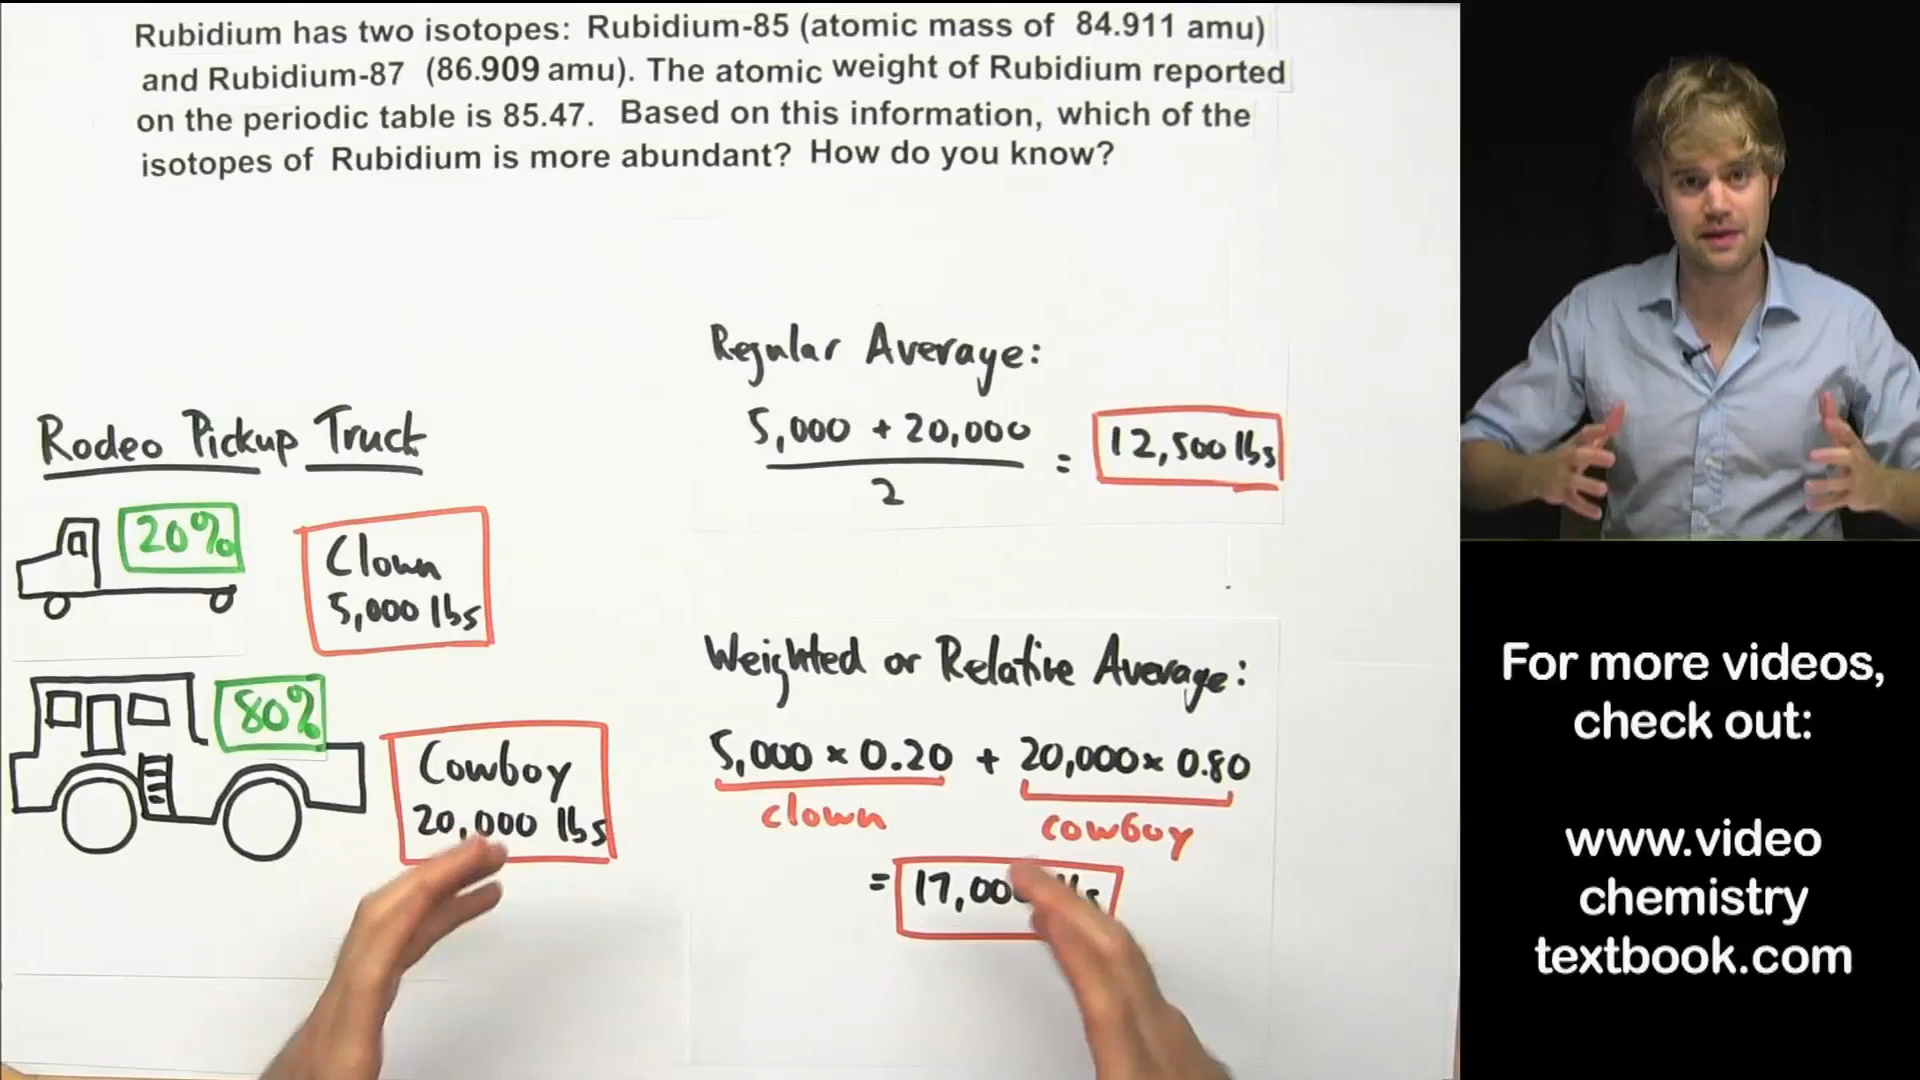 Rubidium has two isotopes: Rubidium-85 (atomic mass of 84.911 amu)
and Rubidium-87 (86.909 amu). The atomic weight of Rubidium reported
on the periodic table is 85.47. Based on this information, which of the
isotopes of Rubidium is more abundant? How do you know?
Regular Average:
5,000 + 20,000
2
= 12,500 lbs
Rodeo Pickup Truck
20%
Clown
5,000 lbs
80%
Cowboy
20,000 lbs
Weighted or Relative Average:
5,000 × 0.20 + 20,000 × 0.80
clown cowboy
= 17,00
For more videos,
check out:
www.video
chemistry
textbook.com